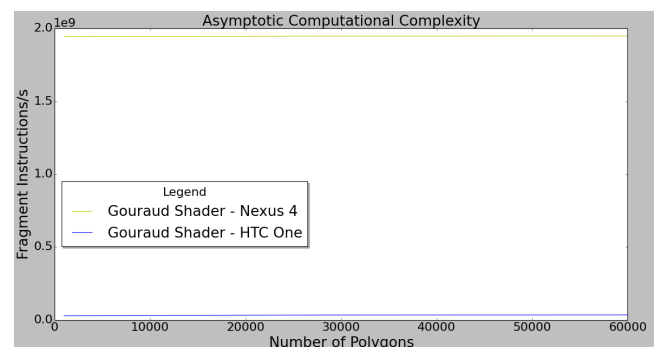 Asymptotic Computational Complexity
1e9
2.0
1.5
1.0
0.5
0.0
Fragment Instructions/s
Legend
Gouraud Shader - Nexus 4
Gouraud Shader - HTC One
0 10000 20000 30000 40000 50000 60000
Number of Polygons